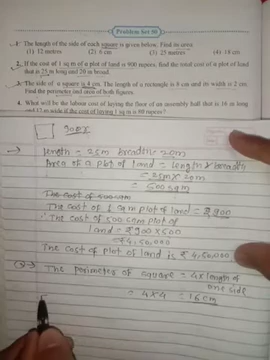 Problem Set 50
1. The length of the side of each square is given below. Find its area.
(1) 12 metres (2) 6 cm (3) 25 metres (4) 18 cm
2. If the cost of 1 sq m of a plot of land is 900 rupees, find the total cost of a plot of land
that is 25 m long and 20 m broad.
3. The side of a square is 4 cm. The length of a rectangle is 8 cm and its width is 2 cm.
Find the perimeter and area of both figures.
4. What will be the labour cost of laying the floor of an assembly hall that is 16 m long
and 12 m wide if the cost of laying 1 sq m is 80 rupees?
900x
→ Length = 25m breadth = 20m
Area of a plot of land = length x breadth
= 25m x 20m
= 500 sqm
The cost of
The cost of 1 sqm plot of land = ₹ 900
∴ The cost of 500 sqm plot of
land = ₹ 900 x 500
= ₹ 4,50,000
The cost of plot of land is ₹ 4,50,000
→ The perimeter of square = 4 x length of
one side
= 4 x 4 = 16 cm